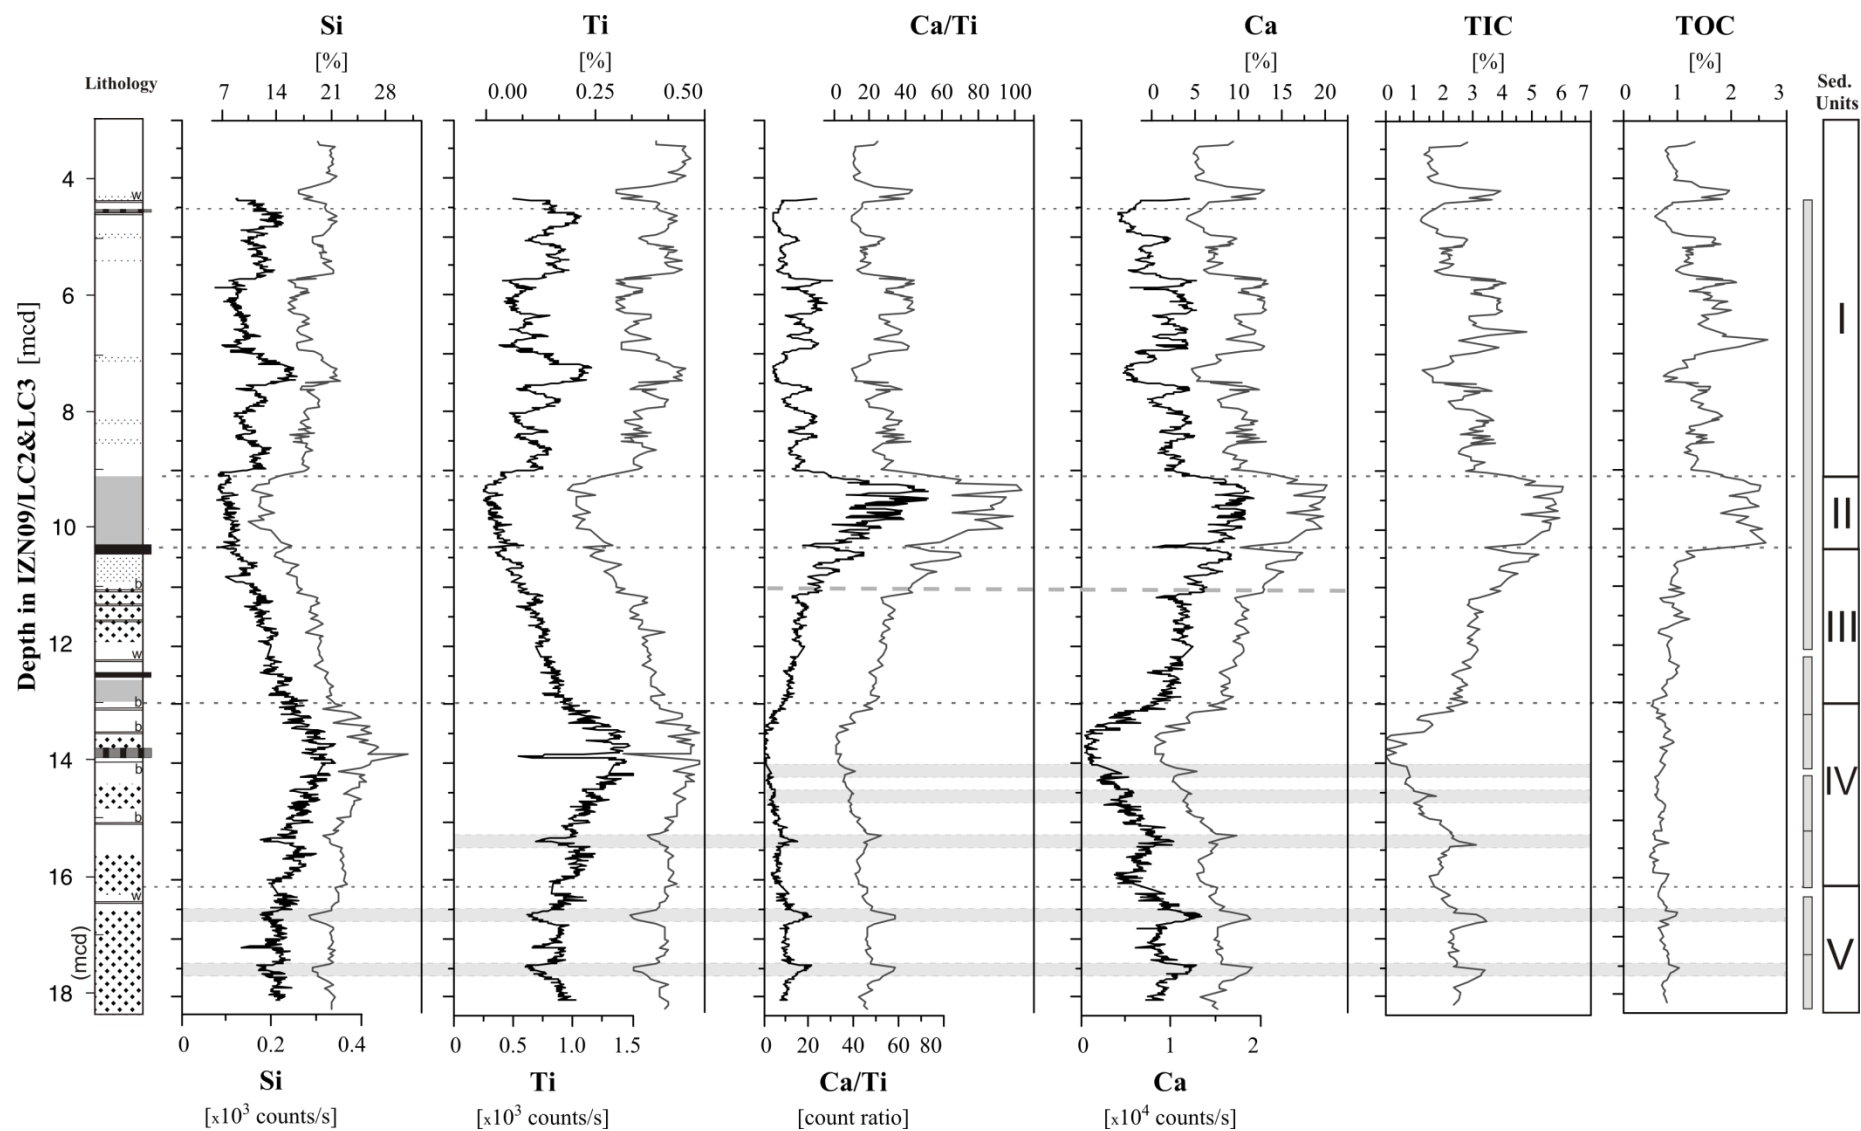 Si Ti Ca/Ti Ca TIC TOC
[%] [%] [%] [%] [%]
Lithology
Sed.
Units
7 14 21 28
0.00 0.25 0.50
0 20 40 60 80 100
0 5 10 15 20
0 1 2 3 4 5 6 7
0 1 2 3
Depth in IZN09/LC2&LC3 [mcd]
4
6
8
10
12
14
16
(mcd)
18
w
b
w
b
b
b
b
w
I
II
III
IV
V
0 0.2 0.4
0 0.5 1.0 1.5
0 20 40 60 80
0 1 2
Si Ti Ca/Ti Ca
[x10³ counts/s] [x10³ counts/s] [count ratio] [x10⁴ counts/s]